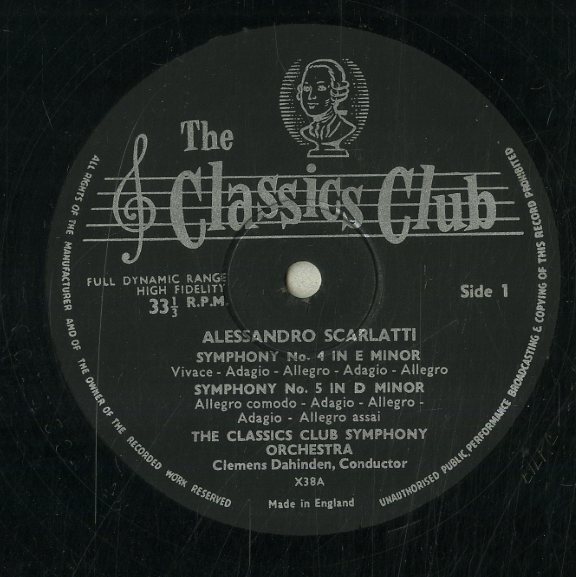 The
Classics Club
FULL DYNAMIC RANGE
HIGH FIDELITY
33⅓ R.P.M.
Side 1
ALESSANDRO SCARLATTI
SYMPHONY No. 4 IN E MINOR
Vivace - Adagio - Allegro - Adagio - Allegro
SYMPHONY No. 5 IN D MINOR
Allegro comodo - Adagio - Allegro -
Adagio - Allegro assai
THE CLASSICS CLUB SYMPHONY
ORCHESTRA
Clemens Dahinden, Conductor
X38A
Made in England
ALL RIGHTS OF THE MANUFACTURER AND OF THE OWNER OF THE RECORDED WORK RESERVED
UNAUTHORISED PUBLIC PERFORMANCE BROADCASTING & COPYING OF THIS RECORD PROHIBITED